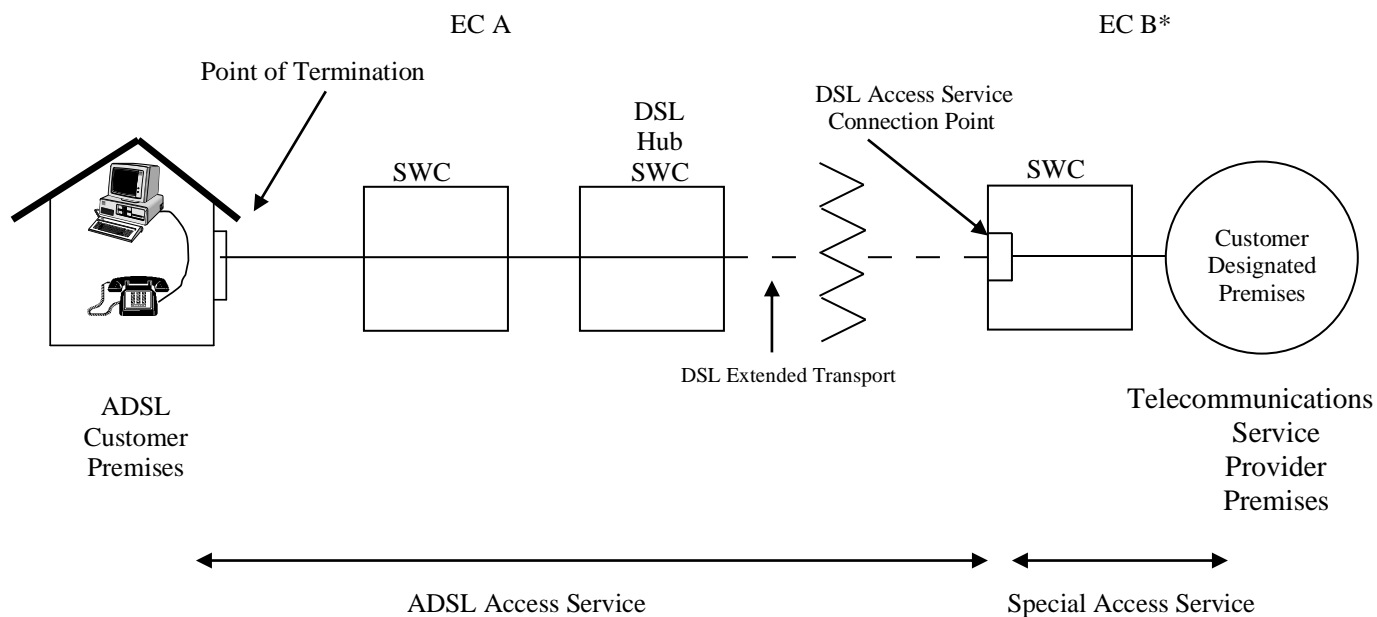 EC A
EC B*
Point of Termination
DSL Access Service
Connection Point
DSL
Hub
SWC
SWC
SWC
Customer
Designated
Premises
DSL Extended Transport
ADSL
Customer
Premises
Telecommunications
Service
Provider
Premises
ADSL Access Service
Special Access Service